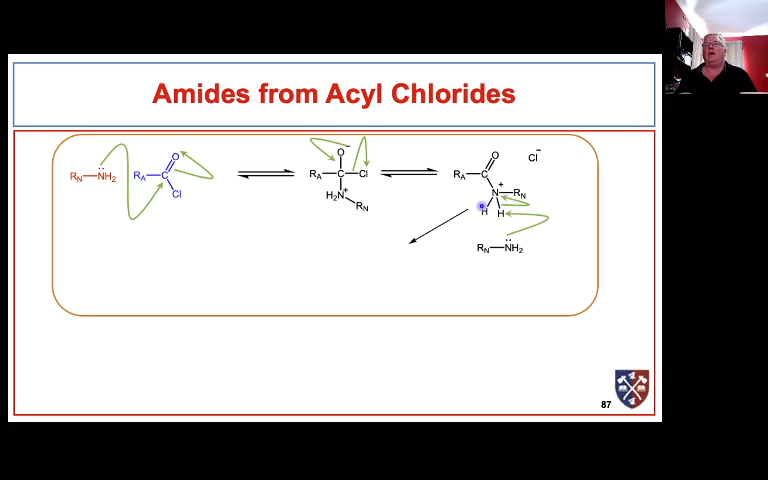 Amides from Acyl Chlorides
R_N—NH2
R_A—C
O
Cl
O −
R_A—C—Cl
H2N +
R_N
O
R_A—C
Cl −
+
N—R_N
H H
R_N—NH2
87